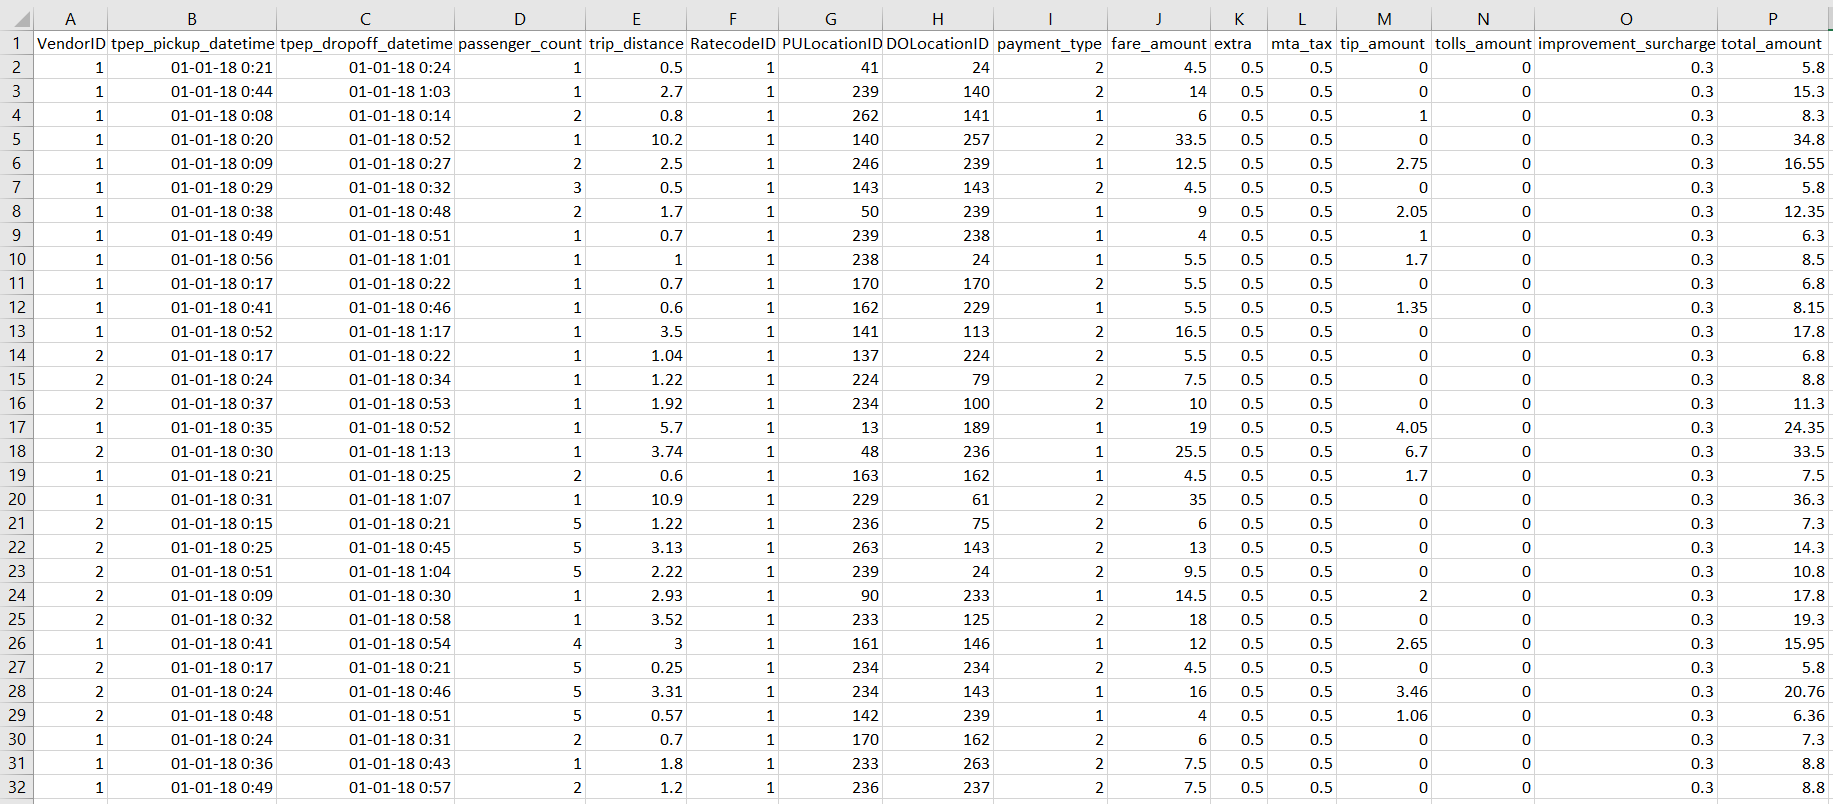 A B C D E F G H I J K L M N O P
1 VendorID tpep_pickup_datetime tpep_dropoff_datetime passenger_count trip_distance RatecodeID PULocationID DOLocationID payment_type fare_amount extra mta_tax tip_amount tolls_amount improvement_surcharge total_amount
2 1 01-01-18 0:21 01-01-18 0:24 1 0.5 1 41 24 2 4.5 0.5 0.5 0 0 0.3 5.8
3 1 01-01-18 0:44 01-01-18 1:03 1 2.7 1 239 140 2 14 0.5 0.5 0 0 0.3 15.3
4 1 01-01-18 0:08 01-01-18 0:14 2 0.8 1 262 141 1 6 0.5 0.5 1 0 0.3 8.3
5 1 01-01-18 0:20 01-01-18 0:52 1 10.2 1 140 257 2 33.5 0.5 0.5 0 0 0.3 34.8
6 1 01-01-18 0:09 01-01-18 0:27 2 2.5 1 246 239 1 12.5 0.5 0.5 2.75 0 0.3 16.55
7 1 01-01-18 0:29 01-01-18 0:32 3 0.5 1 143 143 2 4.5 0.5 0.5 0 0 0.3 5.8
8 1 01-01-18 0:38 01-01-18 0:48 2 1.7 1 50 239 1 9 0.5 0.5 2.05 0 0.3 12.35
9 1 01-01-18 0:49 01-01-18 0:51 1 0.7 1 239 238 1 4 0.5 0.5 1 0 0.3 6.3
10 1 01-01-18 0:56 01-01-18 1:01 1 1 1 238 24 1 5.5 0.5 0.5 1.7 0 0.3 8.5
11 1 01-01-18 0:17 01-01-18 0:22 1 0.7 1 170 170 2 5.5 0.5 0.5 0 0 0.3 6.8
12 1 01-01-18 0:41 01-01-18 0:46 1 0.6 1 162 229 1 5.5 0.5 0.5 1.35 0 0.3 8.15
13 1 01-01-18 0:52 01-01-18 1:17 1 3.5 1 141 113 2 16.5 0.5 0.5 0 0 0.3 17.8
14 2 01-01-18 0:17 01-01-18 0:22 1 1.04 1 137 224 2 5.5 0.5 0.5 0 0 0.3 6.8
15 2 01-01-18 0:24 01-01-18 0:34 1 1.22 1 224 79 2 7.5 0.5 0.5 0 0 0.3 8.8
16 2 01-01-18 0:37 01-01-18 0:53 1 1.92 1 234 100 2 10 0.5 0.5 0 0 0.3 11.3
17 1 01-01-18 0:35 01-01-18 0:52 1 5.7 1 13 189 1 19 0.5 0.5 4.05 0 0.3 24.35
18 2 01-01-18 0:30 01-01-18 1:13 1 3.74 1 48 236 1 25.5 0.5 0.5 6.7 0 0.3 33.5
19 1 01-01-18 0:21 01-01-18 0:25 2 0.6 1 163 162 1 4.5 0.5 0.5 1.7 0 0.3 7.5
20 1 01-01-18 0:31 01-01-18 1:07 1 10.9 1 229 61 2 35 0.5 0.5 0 0 0.3 36.3
21 2 01-01-18 0:15 01-01-18 0:21 5 1.22 1 236 75 2 6 0.5 0.5 0 0 0.3 7.3
22 2 01-01-18 0:25 01-01-18 0:45 5 3.13 1 263 143 2 13 0.5 0.5 0 0 0.3 14.3
23 2 01-01-18 0:51 01-01-18 1:04 5 2.22 1 239 24 2 9.5 0.5 0.5 0 0 0.3 10.8
24 2 01-01-18 0:09 01-01-18 0:30 1 2.93 1 90 233 1 14.5 0.5 0.5 2 0 0.3 17.8
25 2 01-01-18 0:32 01-01-18 0:58 1 3.52 1 233 125 2 18 0.5 0.5 0 0 0.3 19.3
26 1 01-01-18 0:41 01-01-18 0:54 4 3 1 161 146 1 12 0.5 0.5 2.65 0 0.3 15.95
27 2 01-01-18 0:17 01-01-18 0:21 5 0.25 1 234 234 2 4.5 0.5 0.5 0 0 0.3 5.8
28 2 01-01-18 0:24 01-01-18 0:46 5 3.31 1 234 143 1 16 0.5 0.5 3.46 0 0.3 20.76
29 2 01-01-18 0:48 01-01-18 0:51 5 0.57 1 142 239 1 4 0.5 0.5 1.06 0 0.3 6.36
30 1 01-01-18 0:24 01-01-18 0:31 2 0.7 1 170 162 2 6 0.5 0.5 0 0 0.3 7.3
31 1 01-01-18 0:36 01-01-18 0:43 1 1.8 1 233 263 2 7.5 0.5 0.5 0 0 0.3 8.8
32 1 01-01-18 0:49 01-01-18 0:57 2 1.2 1 236 237 2 7.5 0.5 0.5 0 0 0.3 8.8